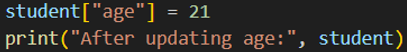 student["age"] = 21
print("After updating age:", student)